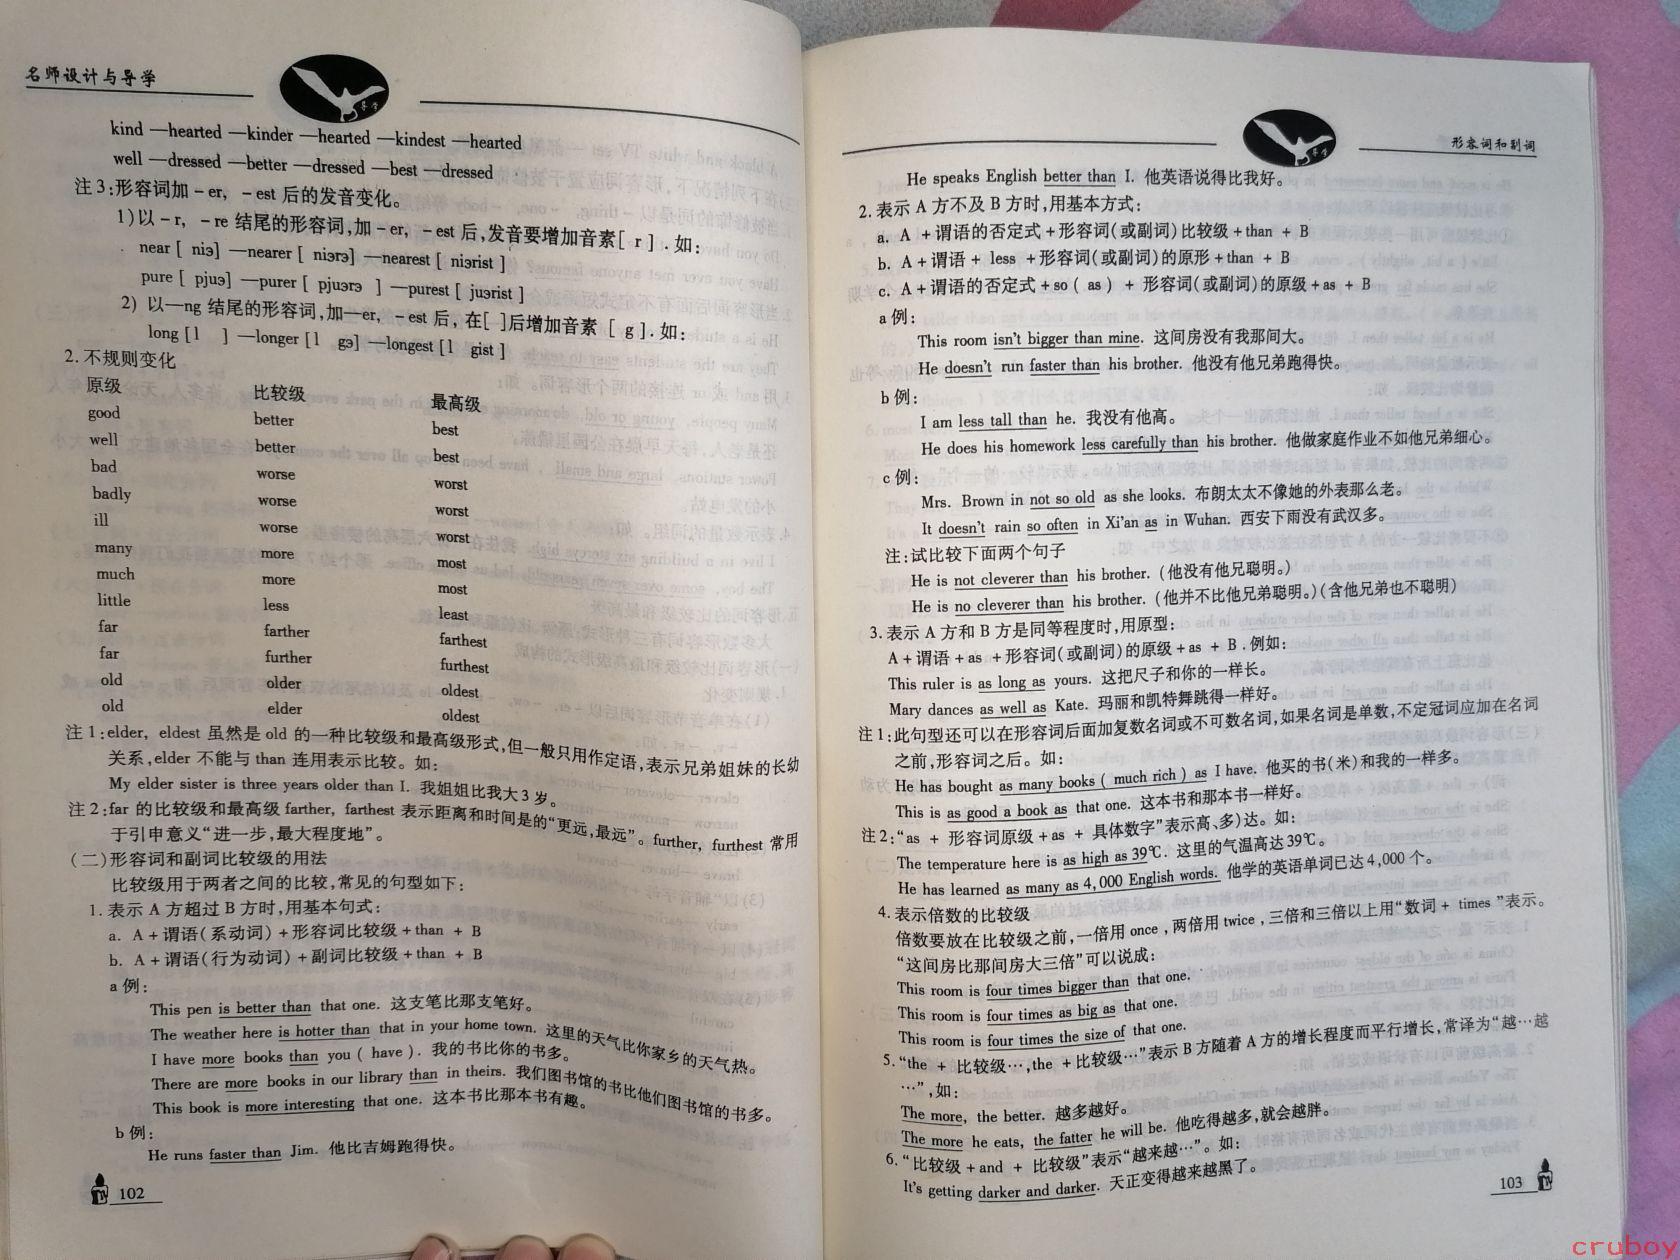 名师设计与导学
kind —hearted —kinder —hearted —kindest —hearted
well —dressed —better —dressed —best —dressed
注3:形容词加－er, －est 后的发音变化。
1)以－r, －re 结尾的形容词,加－er, －est 后,发音要增加音素[ r ].如:
near [ niə] —nearer [ niərə] —nearest [ niərist ]
pure [ pjuə] —purer [ pjuərə ] —purest [ juərist ]
2) 以—ng 结尾的形容词,加—er, －est 后, 在[ ]后增加音素 [ g ].如:
long [l ] —longer [l gə] —longest [l gist ]
2.不规则变化
原级 比较级 最高级
good better best
well better best
bad worse worst
badly worse worst
ill worse worst
many more most
much more most
little less least
far farther farthest
far further furthest
old older oldest
old elder oldest
注1:elder, eldest 虽然是 old 的一种比较级和最高级形式,但一般只用作定语,表示兄弟姐妹的长幼
关系,elder 不能与 than 连用表示比较。如:
My elder sister is three years older than I. 我姐姐比我大3岁。
注2:far 的比较级和最高级 farther, farthest 表示距离和时间是的“更远,最远”。further, furthest 常用
于引申意义“进一步,最大程度地”。
(二)形容词和副词比较级的用法
比较级用于两者之间的比较,常见的句型如下:
1.表示 A 方超过 B 方时,用基本句式:
a. A +谓语(系动词)+形容词比较级+than + B
b. A +谓语(行为动词)+副词比较级+than + B
a 例:
This pen is better than that one. 这支笔比那支笔好。
The weather here is hotter than that in your home town. 这里的天气比你家乡的天气热。
I have more books than you ( have ). 我的书比你的书多。
There are more books in our library than in theirs. 我们图书馆的书比他们图书馆的书多。
This book is more interesting that one. 这本书比那本书有趣。
b 例:
He runs faster than Jim. 他比吉姆跑得快。
102
形容词和副词
He speaks English better than I. 他英语说得比我好。
2.表示 A 方不及 B 方时,用基本方式:
a. A +谓语的否定式+形容词(或副词)比较级+than + B
b. A +谓语+ less +形容词(或副词)的原形+than + B
c. A +谓语的否定式+so ( as ) + 形容词(或副词)的原级+as + B
a 例:
This room isn't bigger than mine. 这间房没有我那间大。
He doesn't run faster than his brother. 他没有他兄弟跑得快。
b 例:
I am less tall than he. 我没有他高。
He does his homework less carefully than his brother. 他做家庭作业不如他兄弟细心。
c 例:
Mrs. Brown in not so old as she looks. 布朗太太不像她的外表那么老。
It doesn't rain so often in Xi'an as in Wuhan. 西安下雨没有武汉多。
注:试比较下面两个句子
He is not cleverer than his brother. (他没有他兄聪明。)
He is no cleverer than his brother. (他并不比他兄弟聪明。)(含他兄弟也不聪明)
3.表示 A 方和 B 方是同等程度时,用原型:
A +谓语+as +形容词(或副词)的原级+as + B.例如:
This ruler is as long as yours. 这把尺子和你的一样长。
Mary dances as well as Kate. 玛丽和凯特舞跳得一样好。
注1:此句型还可以在形容词后面加复数名词或不可数名词,如果名词是单数,不定冠词应加在名词
之前,形容词之后。如:
He has bought as many books ( much rich ) as I have. 他买的书(米)和我的一样多。
This is as good a book as that one. 这本书和那本书一样好。
注2:“as + 形容词原级+as + 具体数字”表示高、多)达。如:
The temperature here is as high as 39℃. 这里的气温高达39℃。
He has learned as many as 4,000 English words. 他学的英语单词已达4,000个。
4.表示倍数的比较级
倍数要放在比较级之前,一倍用 once ,两倍用 twice ,三倍和三倍以上用“数词+ times ”表示。
“这间房比那间房大三倍”可以说成:
This room is four times bigger than that one.
This room is four times as big as that one.
This room is four times the size of that one.
5.“the + 比较级…,the +比较级…”表示 B 方随着 A 方的增长程度而平行增长,常译为“越…越
…”,如:
The more, the better. 越多越好。
The more he eats, the fatter he will be. 他吃得越多,就会越胖。
6.“比较级+and + 比较级”表示“越来越…”。如:
It's getting darker and darker. 天正变得越来越黑了。
103
cruboy